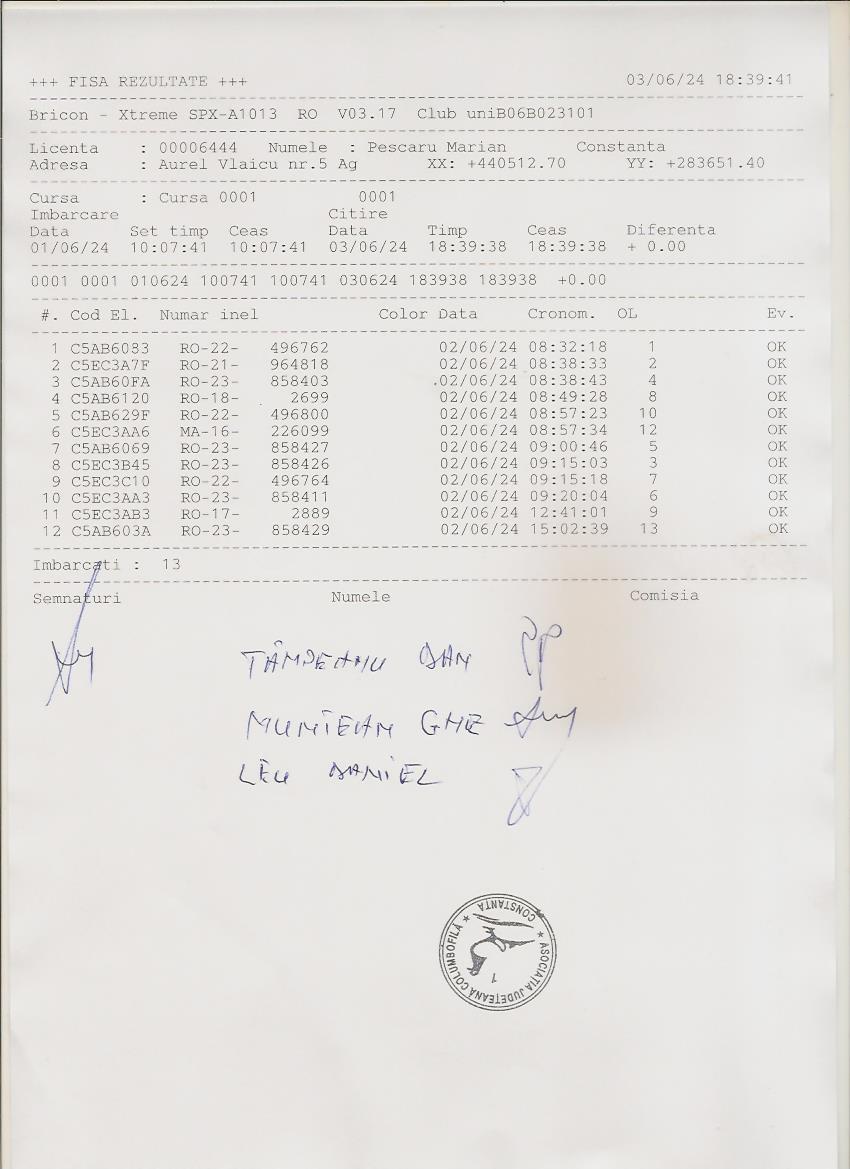 +++ FISA REZULTATE +++ 03/06/24 18:39:41
Bricon - Xtreme SPX-A1013 RO V03.17 Club uniB06B023101
Licenta : 00006444 Numele : Pescaru Marian Constanta
Adresa : Aurel Vlaicu nr.5 Ag XX: +440512.70 YY: +283651.40
Cursa : Cursa 0001 0001
Imbarcare Citire
Data Set timp Ceas Data Timp Ceas Diferenta
01/06/24 10:07:41 10:07:41 03/06/24 18:39:38 18:39:38 + 0.00
0001 0001 010624 100741 100741 030624 183938 183938 +0.00
#. Cod El. Numar inel Color Data Cronom. OL Ev.
1 C5AB6083 RO-22- 496762 02/06/24 08:32:18 1 OK
2 C5EC3A7F RO-21- 964818 02/06/24 08:38:33 2 OK
3 C5AB60FA RO-23- 858403 02/06/24 08:38:43 4 OK
4 C5AB6120 RO-18- 2699 02/06/24 08:49:28 8 OK
5 C5AB629F RO-22- 496800 02/06/24 08:57:23 10 OK
6 C5EC3AA6 MA-16- 226099 02/06/24 08:57:34 12 OK
7 C5AB6069 RO-23- 858427 02/06/24 09:00:46 5 OK
8 C5EC3B45 RO-23- 858426 02/06/24 09:15:03 3 OK
9 C5EC3C10 RO-22- 496764 02/06/24 09:15:18 7 OK
10 C5EC3AA3 RO-23- 858411 02/06/24 09:20:04 6 OK
11 C5EC3AB3 RO-17- 2889 02/06/24 12:41:01 9 OK
12 C5AB603A RO-23- 858429 02/06/24 15:02:39 13 OK
Imbarcati : 13
Semnaturi Numele Comisia
DAN
MUNTEAN GHE
LEU DANIEL
ASOCIAŢIA JUDEŢEANA COLUMBOFILĂ
CONSTANŢA
1